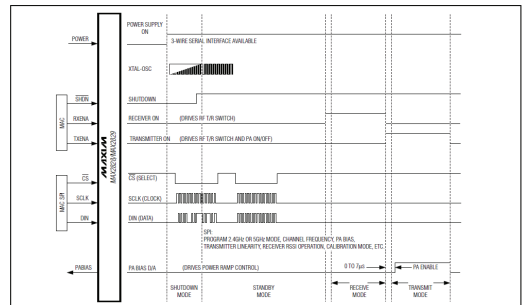 POWER SUPPLY
ON
POWER
3-WIRE SERIAL INTERFACE AVAILABLE
XTAL-OSC
SHDN
SHUTDOWN
MAC
RXENA
RECEIVER ON
(DRIVES RF T/R SWITCH)
TXENA
TRANSMITTER ON
(DRIVES RF T/R SWITCH AND PA ON/OFF)
MAXIM
MAX2828/MAX2829
CS
CS (SELECT)
MAC SPI
SCLK
SCLK (CLOCK)
DIN
DIN (DATA)
SPI:
PROGRAM 2.4GHz OR 5GHz MODE, CHANNEL FREQUENCY, PA BIAS,
TRANSMITTER LINEARITY, RECEIVER RSSI OPERATION, CALIBRATION MODE, ETC.
PABIAS
PA BIAS D/A
(DRIVES POWER RAMP CONTROL)
0 TO 7µs
PA ENABLE
SHUTDOWN
MODE
STANDBY
MODE
RECEIVE
MODE
TRANSMIT
MODE